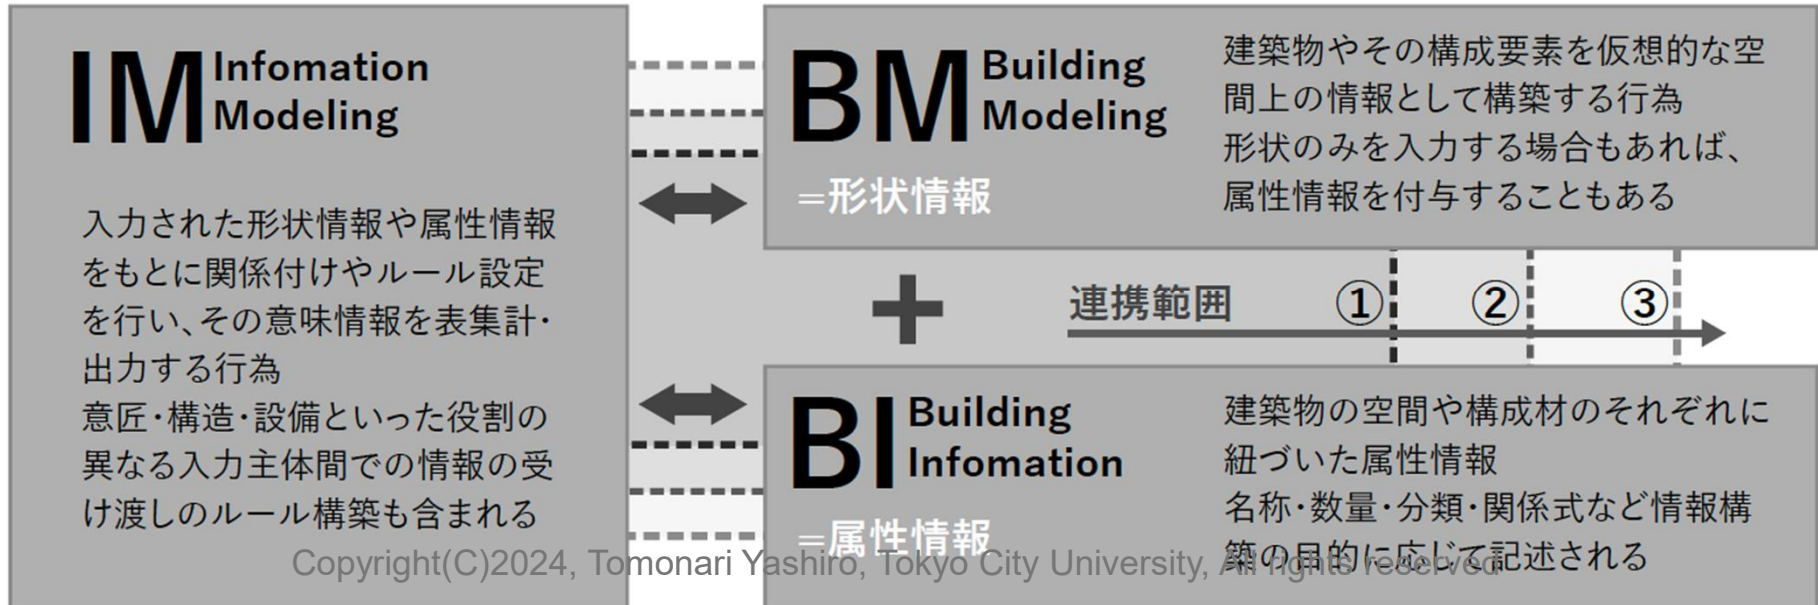 IM Infomation
Modeling
入力された形状情報や属性情報
をもとに関係付けやルール設定
を行い、その意味情報を表集計・
出力する行為
意匠・構造・設備といった役割の
異なる入力主体間での情報の受
け渡しのルール構築も含まれる
BM Building
Modeling
=形状情報
建築物やその構成要素を仮想的な空
間上の情報として構築する行為
形状のみを入力する場合もあれば、
属性情報を付与することもある
+
連携範囲 ① ② ③
BI Building
Infomation
=属性情報
建築物の空間や構成材のそれぞれに
紐づいた属性情報
名称・数量・分類・関係式など情報構
築の目的に応じて記述される
Copyright(C)2024, Tomonari Yashiro, Tokyo City University, All rights reserved